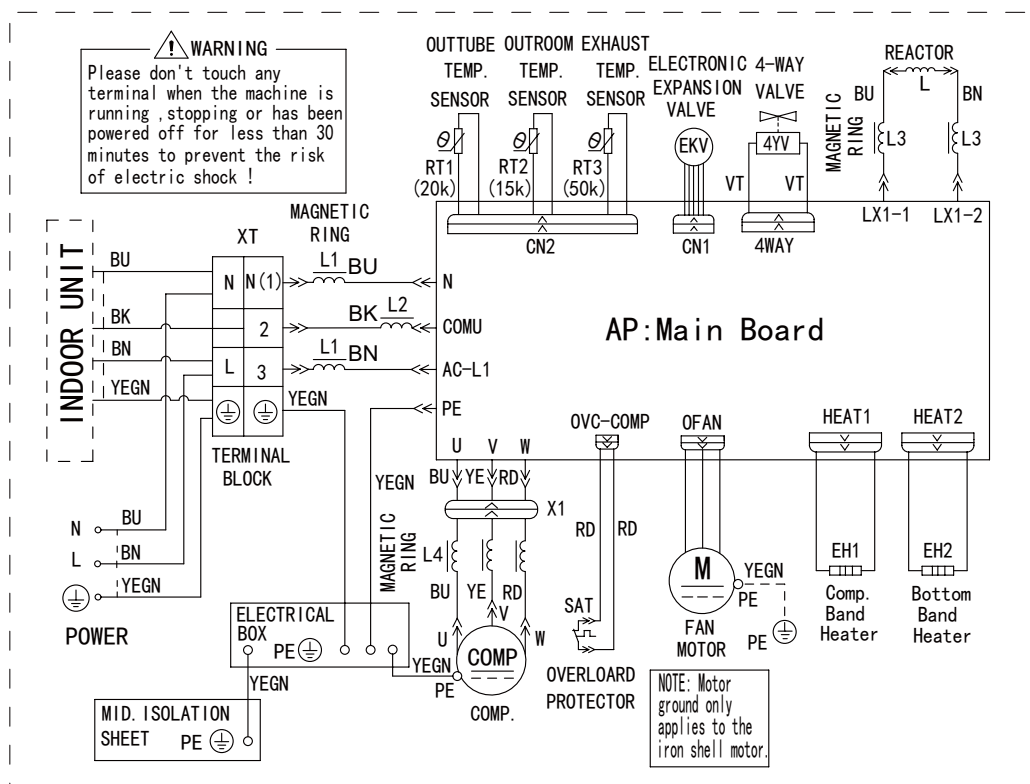 WARNING
Please don't touch any
terminal when the machine is
running ,stopping or has been
powered off for less than 30
minutes to prevent the risk
of electric shock !
OUTTUBE OUTROOM EXHAUST
TEMP. TEMP. TEMP.
SENSOR SENSOR SENSOR
RT1 RT2 RT3
(20k) (15k) (50k)
CN2
ELECTRONIC
EXPANSION
VALVE
EKV
CN1
4-WAY
VALVE
4YV
VT VT
4WAY
REACTOR
L
BU BN
MAGNETIC
RING
L3 L3
LX1-1 LX1-2
INDOOR UNIT
BU
BK
BN
YEGN
XT
N N(1)
2
L 3
TERMINAL
BLOCK
MAGNETIC
RING
L1 BU
BK L2
L1 BN
YEGN
N
COMU
AC-L1
PE
AP:Main Board
YEGN
U V W
BU YE RD
X1
MAGNETIC
RING
L4
BU YE RD
U V W
COMP
COMP.
YEGN
PE
OVC-COMP
RD RD
SAT
OVERLOARD
PROTECTOR
OFAN
M
YEGN
PE
PE
FAN
MOTOR
NOTE: Motor
ground only
applies to the
iron shell motor.
HEAT1 HEAT2
EH1 EH2
Comp.
Band
Heater
Bottom
Band
Heater
N BU
L BN
YEGN
POWER
ELECTRICAL
BOX
PE
YEGN
MID. ISOLATION
SHEET PE